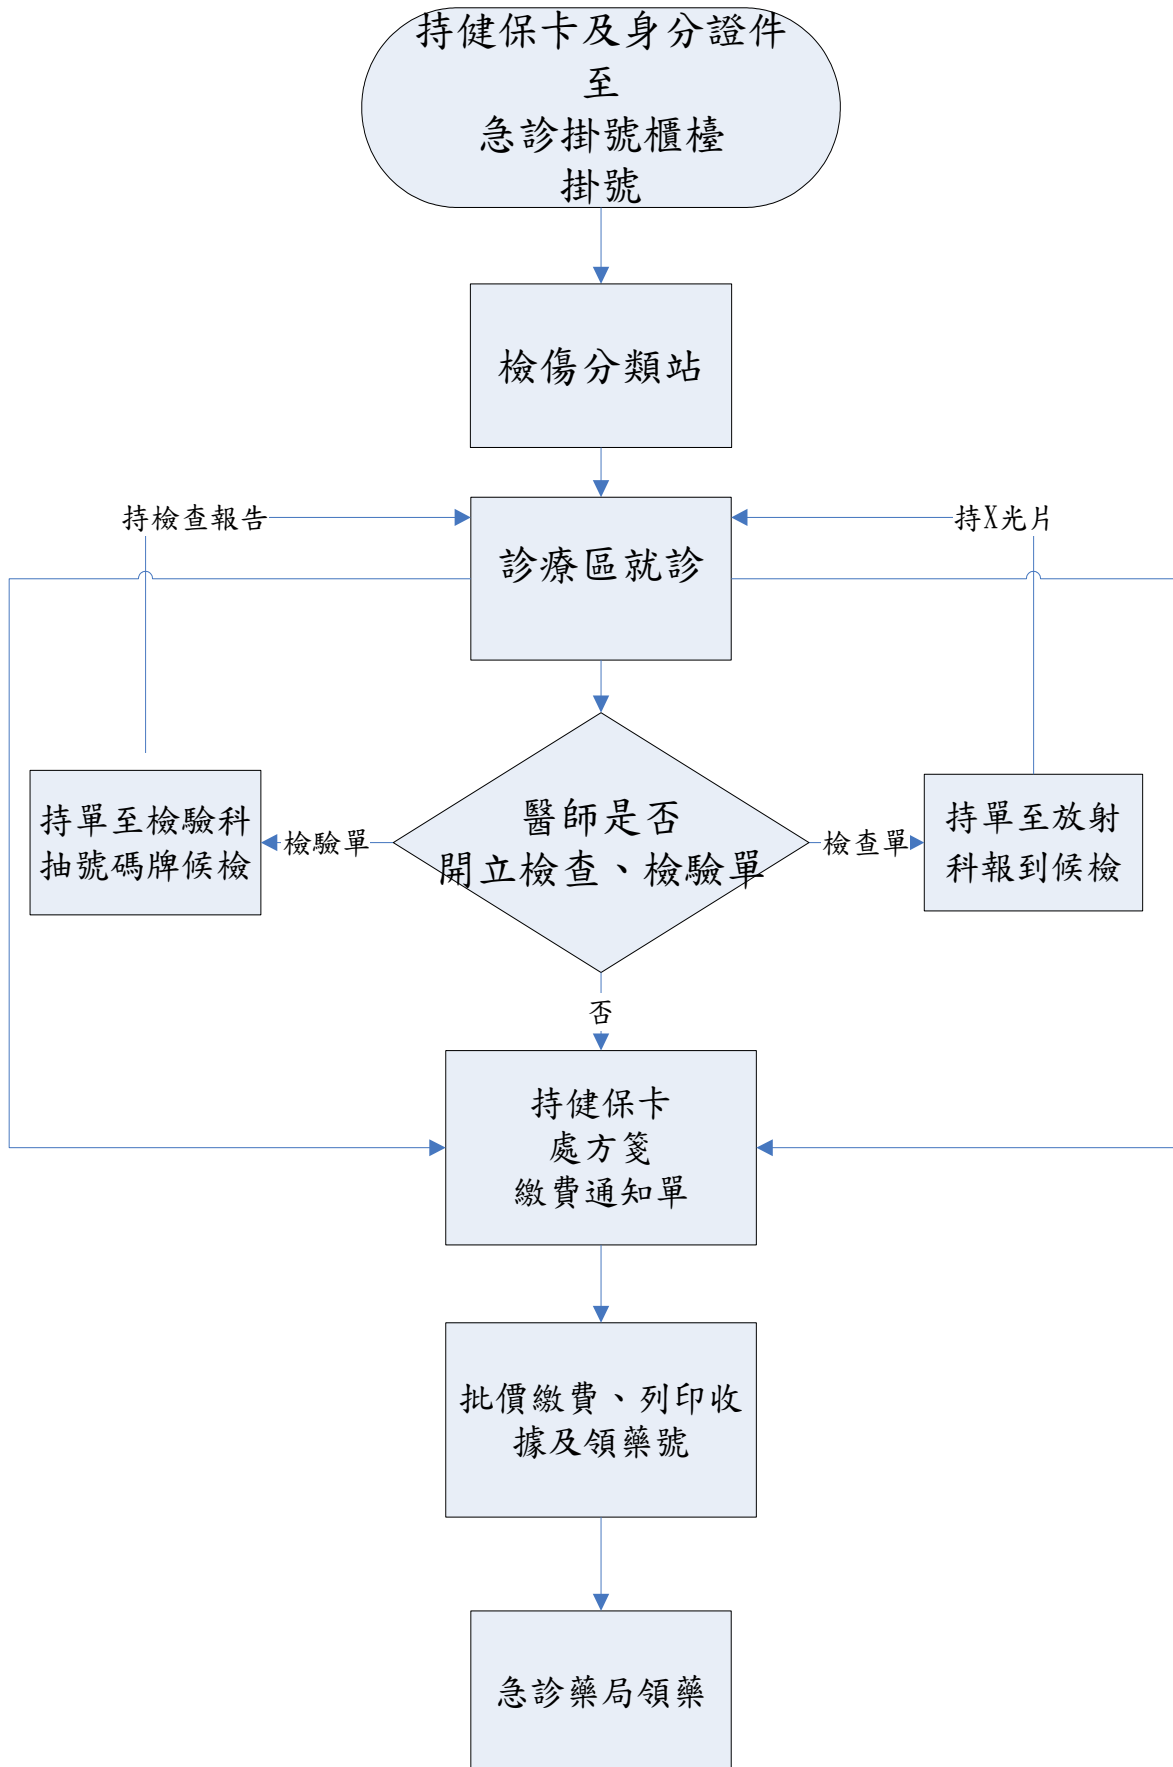 持健保卡及身分證件
至
急診掛號櫃檯
掛號
檢傷分類站
持檢查報告
持X光片
診療區就診
持單至檢驗科
抽號碼牌候檢
檢驗單
醫師是否
開立檢查、檢驗單
檢查單
持單至放射
科報到候檢
否
持健保卡
處方箋
繳費通知單
批價繳費、列印收
據及領藥號
急診藥局領藥